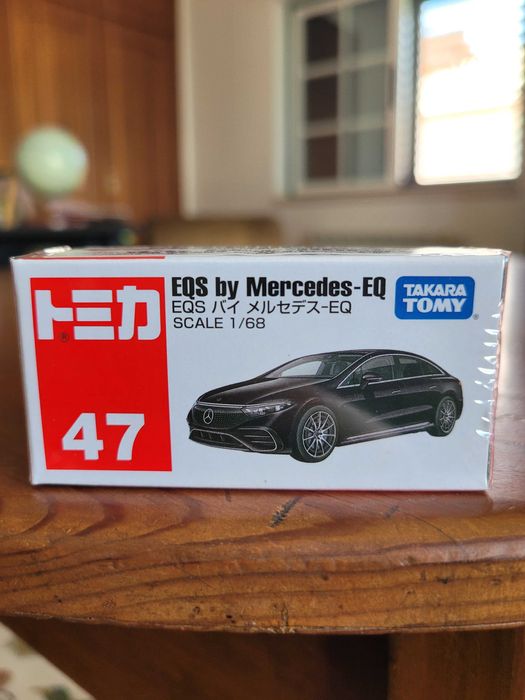 トミカ
®
47
EQS by Mercedes-EQ
EQS バイ メルセデス-EQ
SCALE 1/68
TAKARA
TOMY